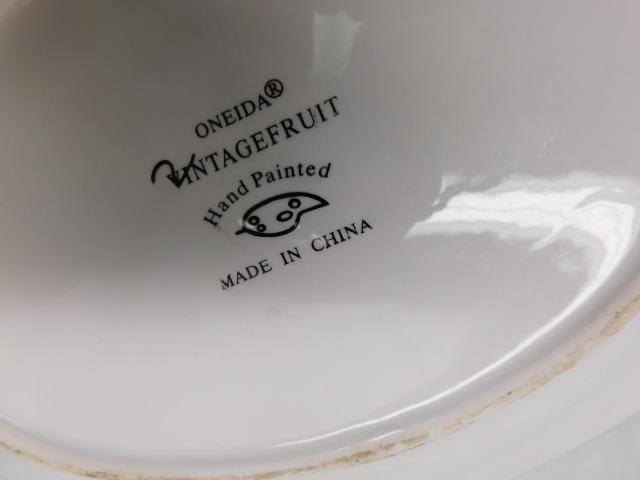 ONEIDA®
VINTAGEFRUIT
Hand Painted
MADE IN CHINA